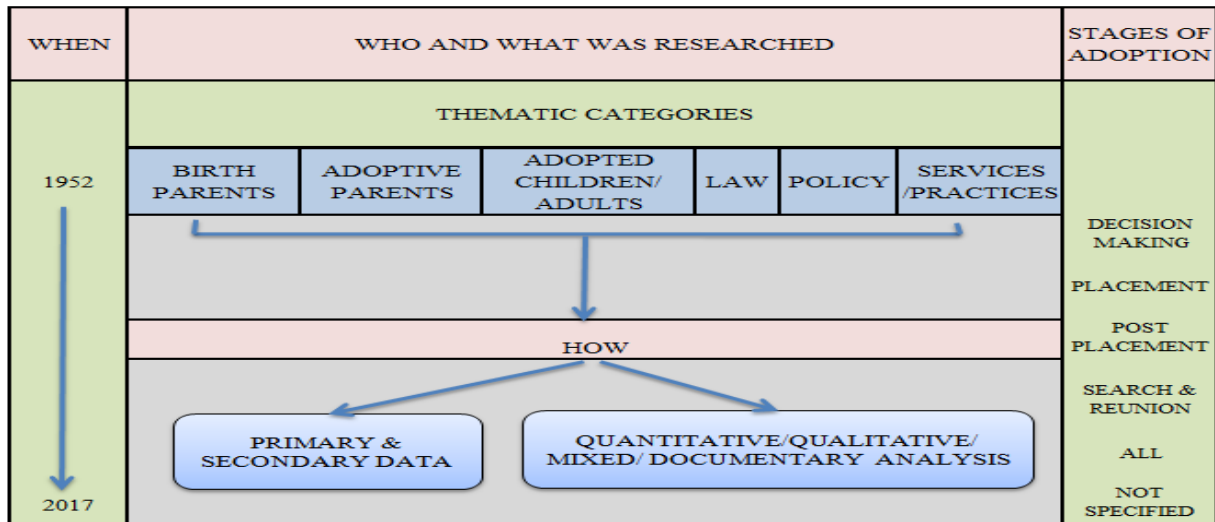 WHEN
WHO AND WHAT WAS RESEARCHED
STAGES OF
ADOPTION
THEMATIC CATEGORIES
1952
BIRTH
PARENTS
ADOPTIVE
PARENTS
ADOPTED
CHILDREN/
ADULTS
LAW
POLICY
SERVICES
/PRACTICES
DECISION
MAKING
PLACEMENT
POST
PLACEMENT
HOW
SEARCH &
REUNION
PRIMARY &
SECONDARY DATA
QUANTITATIVE/QUALITATIVE/
MIXED/ DOCUMENTARY ANALYSIS
ALL
2017
NOT
SPECIFIED